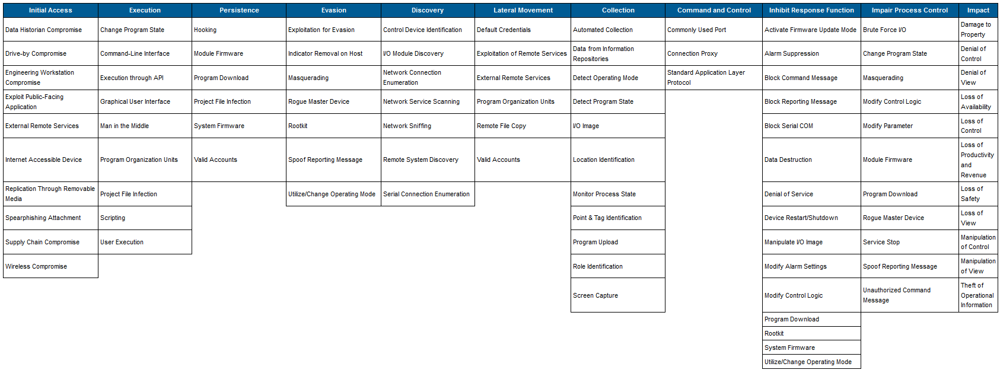 Initial Access Execution Persistence Evasion Discovery Lateral Movement Collection Command and Control Inhibit Response Function Impair Process Control Impact
Data Historian Compromise Change Program State Hooking Exploitation for Evasion Control Device Identification Default Credentials Automated Collection Commonly Used Port Activate Firmware Update Mode Brute Force I/O Damage to
Property
Drive-by Compromise Command-Line Interface Module Firmware Indicator Removal on Host I/O Module Discovery Exploitation of Remote Services Data from Information Connection Proxy Alarm Suppression Change Program State Denial of
Repositories Control
Engineering Workstation Execution through API Program Download Masquerading Network Connection External Remote Services Detect Operating Mode Standard Application Layer Block Command Message Masquerading Denial of
Compromise Enumeration Protocol View
Exploit Public-Facing Graphical User Interface Project File Infection Rogue Master Device Network Service Scanning Program Organization Units Detect Program State Block Reporting Message Modify Control Logic Loss of
Application Availability
External Remote Services Man in the Middle System Firmware Rootkit Network Sniffing Remote File Copy I/O Image Block Serial COM Modify Parameter Loss of
Control
Internet Accessible Device Program Organization Units Valid Accounts Spoof Reporting Message Remote System Discovery Valid Accounts Location Identification Data Destruction Module Firmware Loss of
Productivity
and
Revenue
Replication Through Removable Project File Infection Utilize/Change Operating Mode Serial Connection Enumeration Monitor Process State Denial of Service Program Download Loss of
Media Safety
Spearphishing Attachment Scripting Point & Tag Identification Device Restart/Shutdown Rogue Master Device Loss of
View
Supply Chain Compromise User Execution Program Upload Manipulate I/O Image Service Stop Manipulation
of Control
Wireless Compromise Role Identification Modify Alarm Settings Spoof Reporting Message Manipulation
of View
Screen Capture Modify Control Logic Unauthorized Command Theft of
Message Operational
Information
Program Download
Rootkit
System Firmware
Utilize/Change Operating Mode